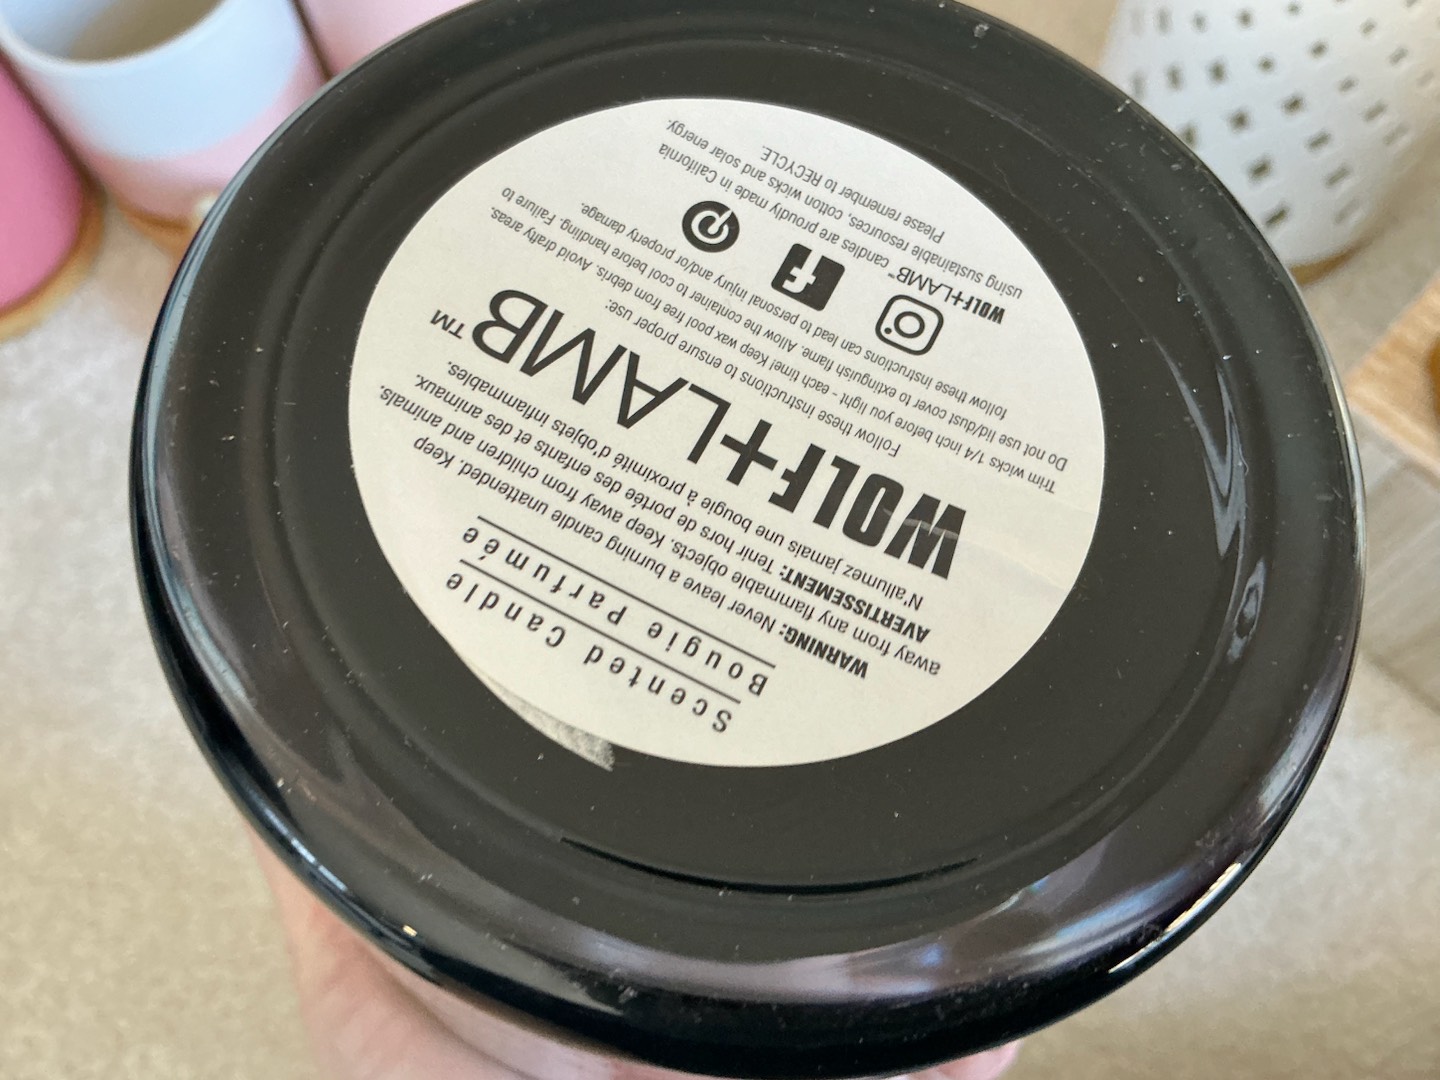 Scented Candle
Bougie Parfumée
WARNING: Never leave a burning candle unattended. Keep
away from any flammable objects. Keep away from children and animals.
AVERTISSEMENT: Tenir hors de portée des enfants et des animaux.
N'allumez jamais une bougie à proximité d'objets inflammables.
WOLF+LAMB™
Follow these instructions to ensure proper use:
Trim wicks 1/4 inch before you light - each time! Keep wax pool free from debris. Avoid drafty areas.
Do not use lid/dust cover to extinguish flame. Allow the container to cool before handling. Failure to
follow these instructions can lead to personal injury and/or property damage.
WOLF+LAMB™ candles are proudly made in California
using sustainable resources, cotton wicks and solar energy.
Please remember to RECYCLE.